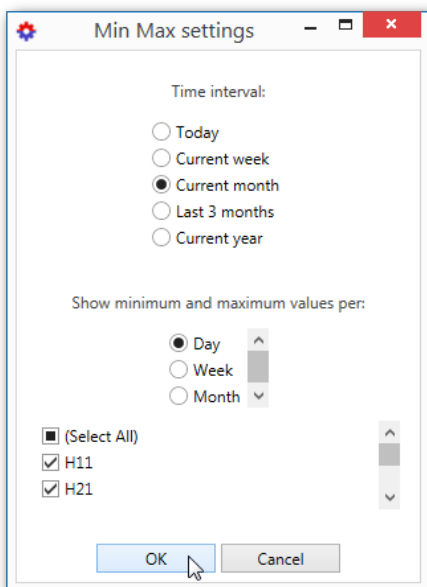 Min Max settings
Time interval:
Today
Current week
Current month
Last 3 months
Current year
Show minimum and maximum values per:
Day
Week
Month
(Select All)
H11
H21
OK
Cancel